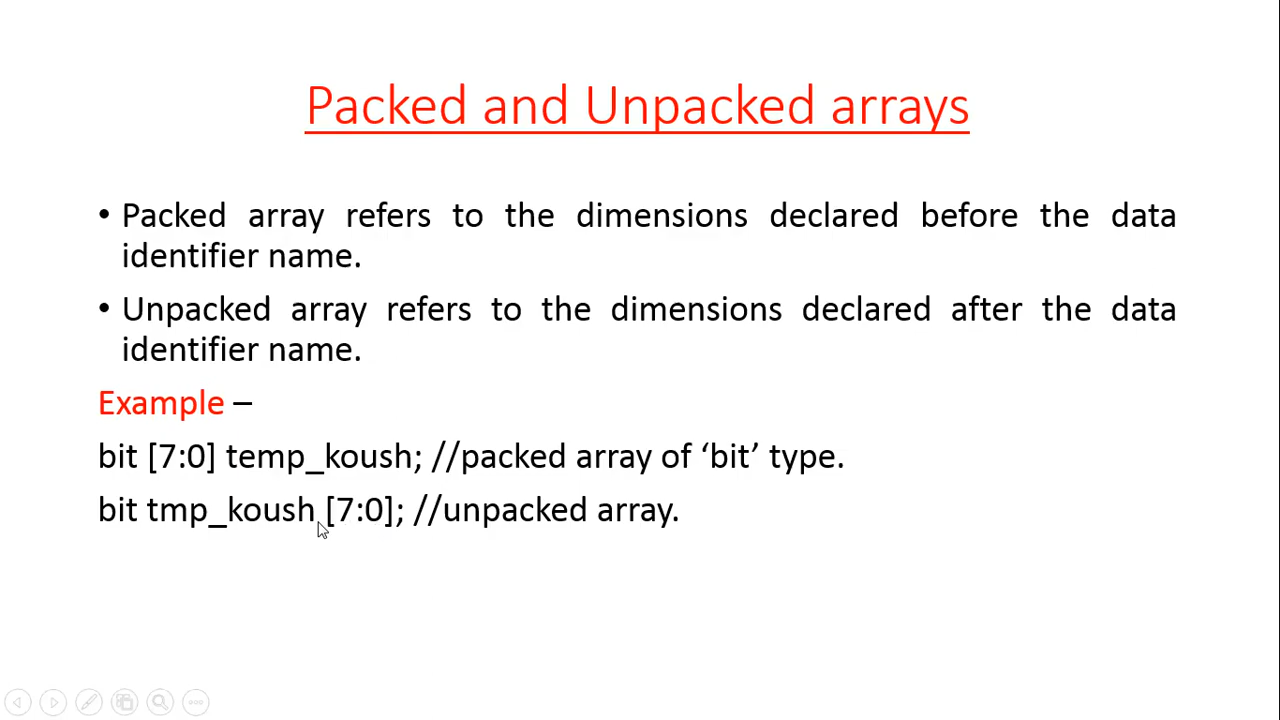 Packed and Unpacked arrays
• Packed array refers to the dimensions declared before the data
identifier name.
• Unpacked array refers to the dimensions declared after the data
identifier name.
Example –
bit [7:0] temp_koush; //packed array of ‘bit’ type.
bit tmp_koush [7:0]; //unpacked array.